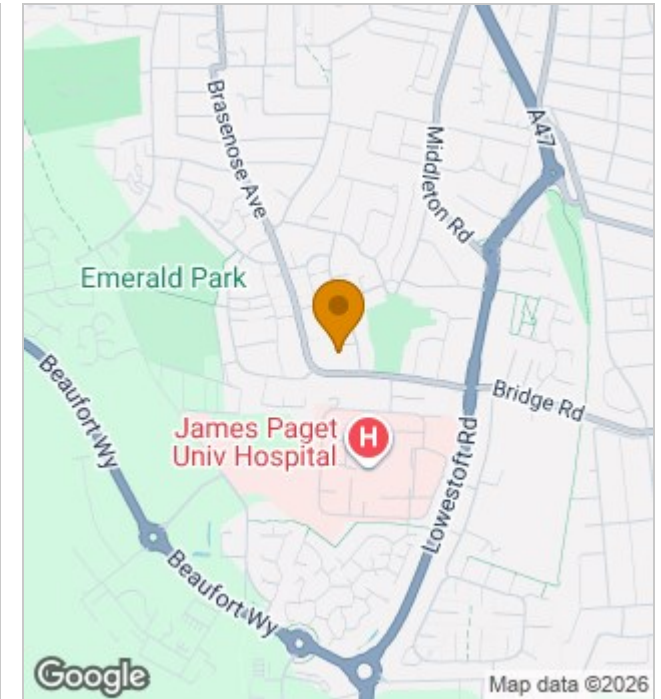 Brasenose Ave
A47
Middleton Rd
Emerald Park
Beaufort Wy
Bridge Rd
James Paget
Univ Hospital
H
Lowestoft Rd
Beaufort Wy
Google
Map data ©2026